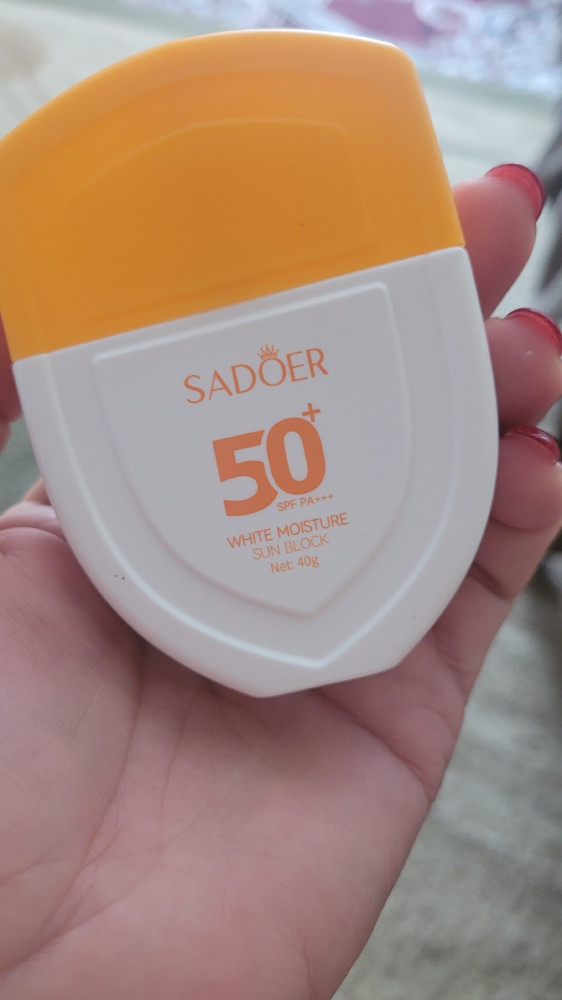 SADOER
50+
SPF PA+++
WHITE MOISTURE
SUN BLOCK
Net: 40g